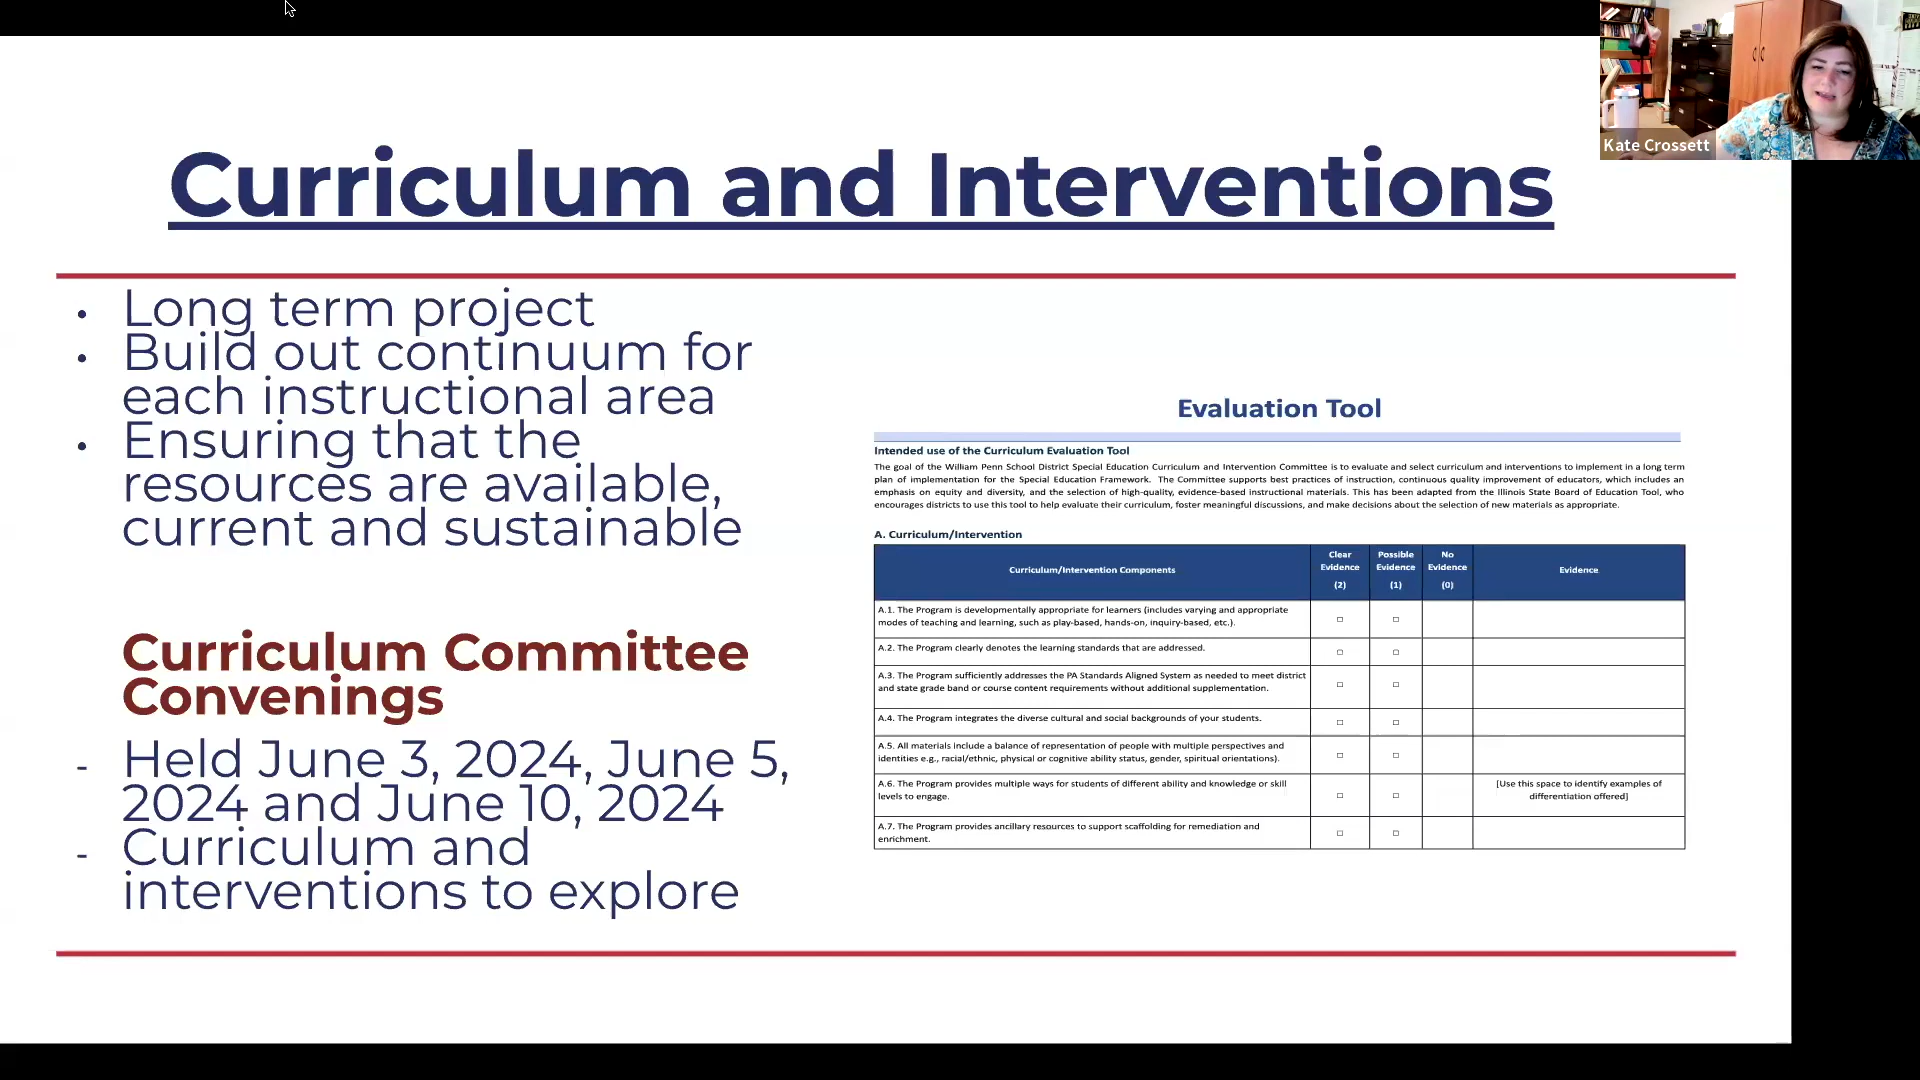 Kate Crossett
Curriculum and Interventions
• Long term project
• Build out continuum for
each instructional area
• Ensuring that the
resources are available,
current and sustainable
Curriculum Committee
Convenings
- Held June 3, 2024, June 5,
2024 and June 10, 2024
- Curriculum and
interventions to explore
Evaluation Tool
Intended use of the Curriculum Evaluation Tool
The goal of the William Penn School District Special Education Curriculum and Intervention Committee is to evaluate and select curriculum and interventions to implement in a long term
plan of implementation for the Special Education Framework. The Committee supports best practices of instruction, continuous quality improvement of educators, which includes an
emphasis on equity and diversity, and the selection of high-quality, evidence-based instructional materials. This has been adapted from the Illinois State Board of Education Tool, who
encourages districts to use this tool to help evaluate their curriculum, foster meaningful discussions, and make decisions about the selection of new materials as appropriate.
A. Curriculum/Intervention
Curriculum/Intervention Components
Clear
Evidence
(2)
Possible
Evidence
(1)
No
Evidence
(0)
Evidence
A.1. The Program is developmentally appropriate for learners (includes varying and appropriate
modes of teaching and learning, such as play-based, hands-on, inquiry-based, etc.).
A.2. The Program clearly denotes the learning standards that are addressed.
A.3. The Program sufficiently addresses the PA Standards Aligned System as needed to meet district
and state grade band or course content requirements without additional supplementation.
A.4. The Program integrates the diverse cultural and social backgrounds of your students.
A.5. All materials include a balance of representation of people with multiple perspectives and
identities e.g., racial/ethnic, physical or cognitive ability status, gender, spiritual orientations).
A.6. The Program provides multiple ways for students of different ability and knowledge or skill
levels to engage.
[Use this space to identify examples of
differentiation offered]
A.7. The Program provides ancillary resources to support scaffolding for remediation and
enrichment.